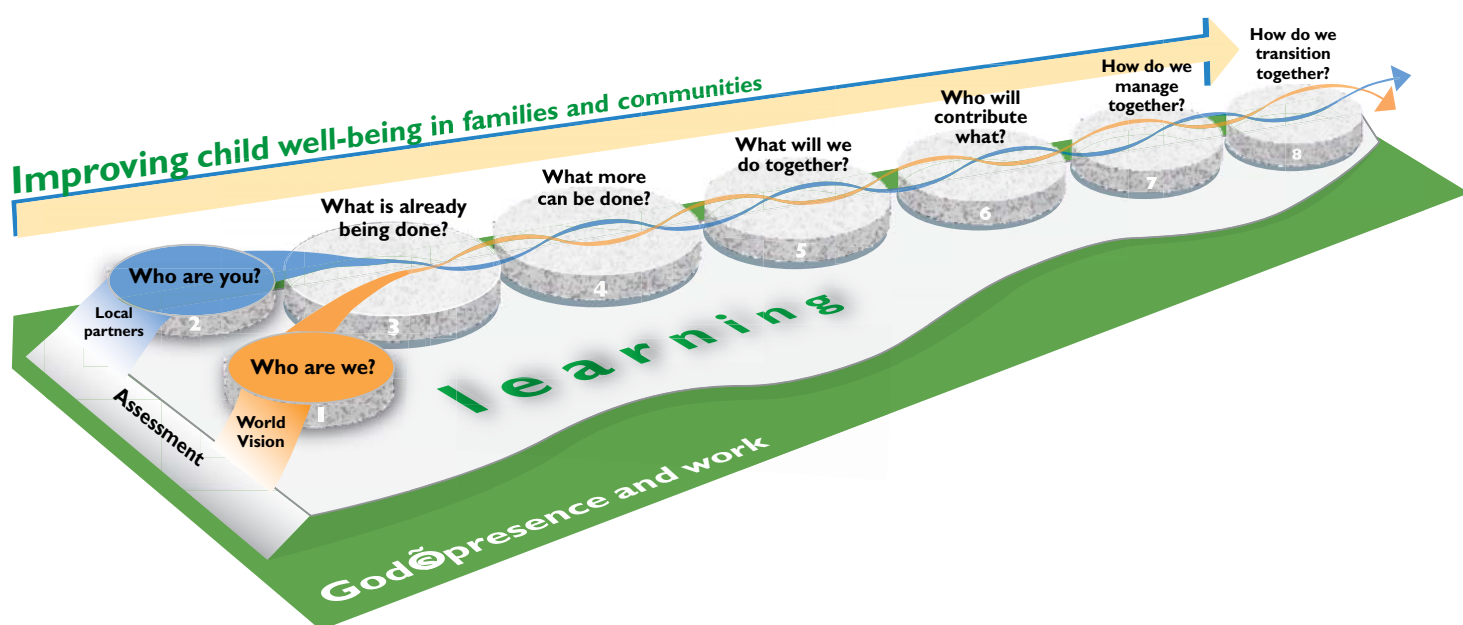 Improving child well-being in families and communities
Who are we?
1
World
Vision
Who are you?
2
Local
partners
Assessment
What is already
being done?
3
What more
can be done?
4
What will we
do together?
5
Who will
contribute
what?
6
How do we
manage
together?
7
How do we
transition
together?
8
learning
God presence and work